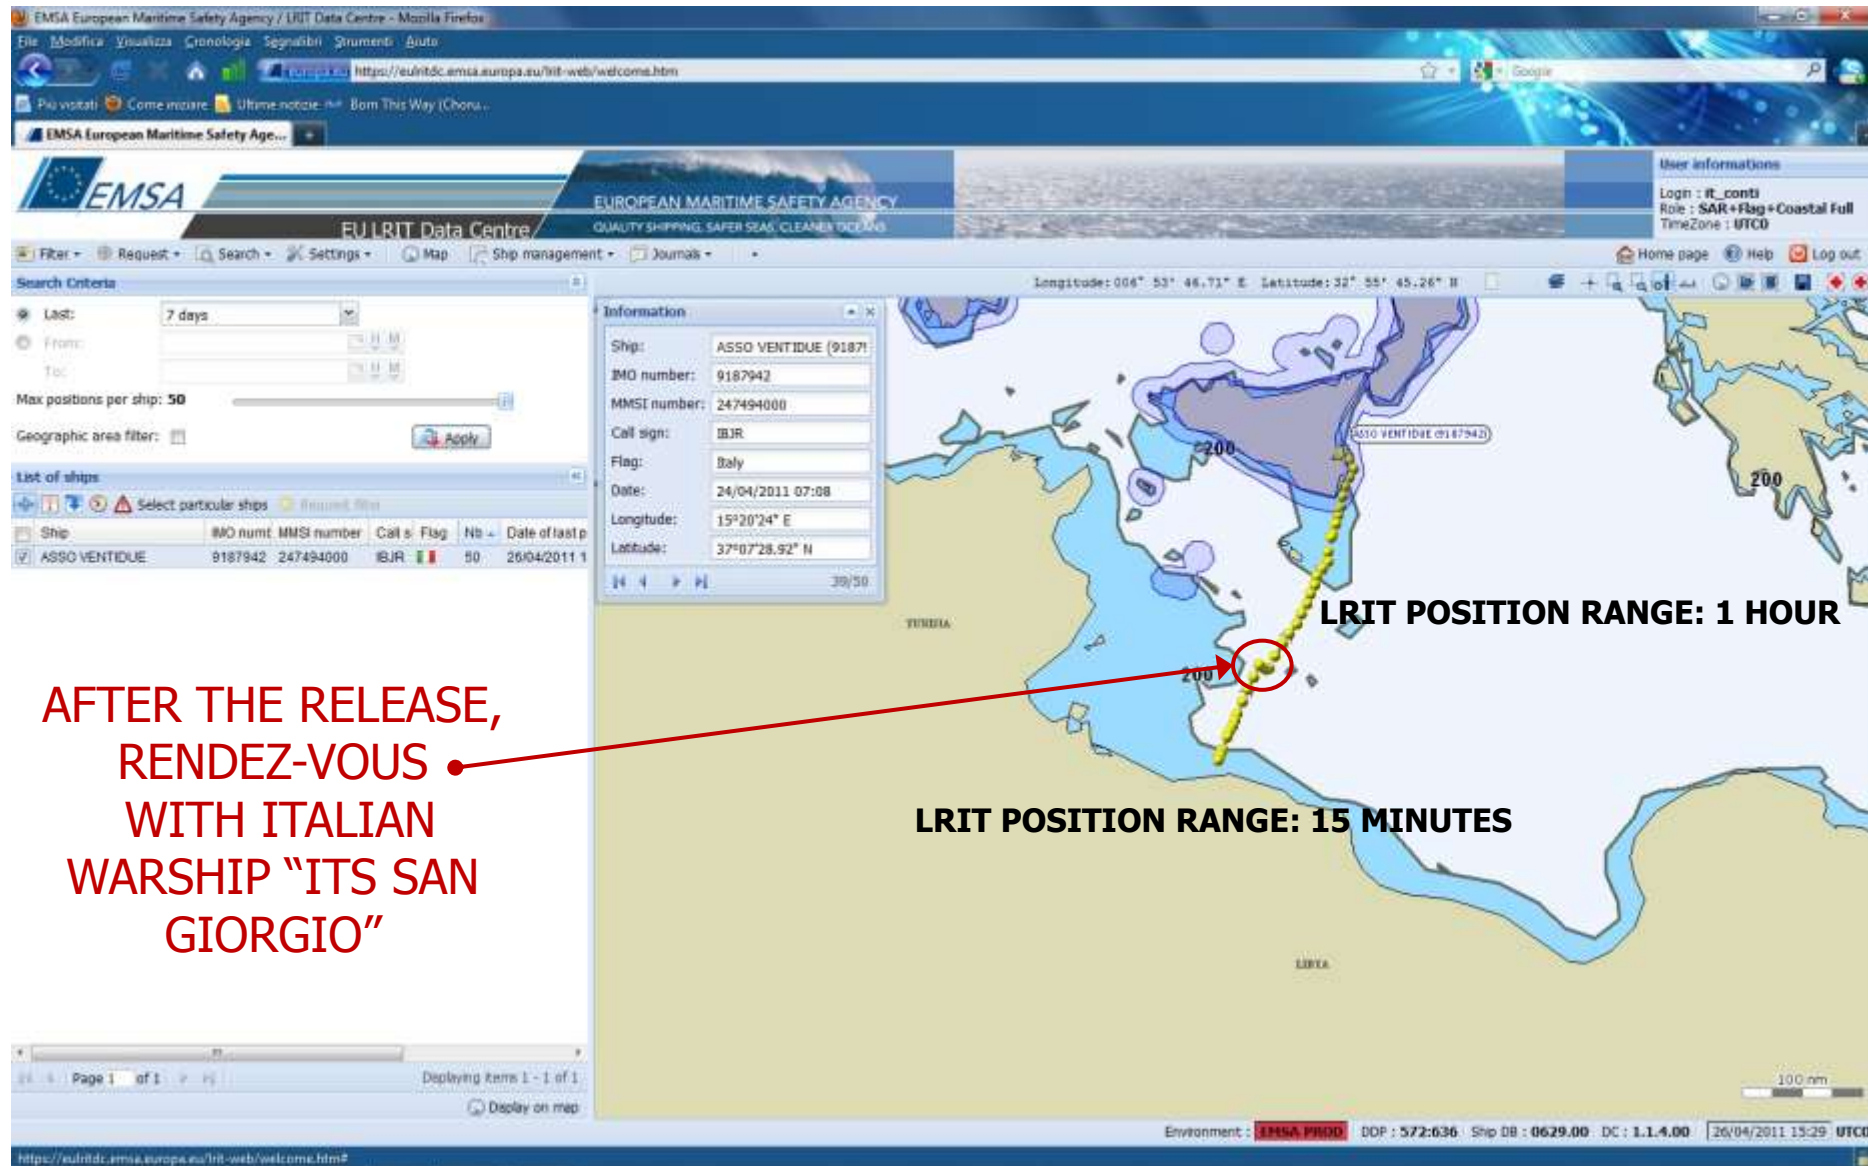 EMSA European Maritime Safety Agency / LRIT Data Centre - Mozilla Firefox
File Modifica Visualizza Cronologia Segnalibri Strumenti Aiuto
https://eulritdc.emsa.europa.eu/lrit-web/welcome.htm
Google
Più visitati Come iniziare Ultime notizie Born This Way (Choru...
EMSA European Maritime Safety Age...
EMSA
EU LRIT Data Centre
EUROPEAN MARITIME SAFETY AGENCY
QUALITY SHIPPING, SAFER SEAS, CLEANER OCEANS
User informations
Login : it_conti
Role : SAR+Flag+Coastal Full
TimeZone : UTC0
Filter Request Search Settings Map Ship management Journals
Home page Help Log out
Search Criteria
Longitude: 006° 53' 46.71" E Latitude: 32° 55' 45.26" N
Last: 7 days
From:
To:
Max positions per ship: 50
Geographic area filter:
Apply
List of ships
Select particular ships
Ship IMO numt MMSI number Call s Flag Nb Date of last p
ASSO VENTIDUE 9187942 247494000 IBJR 50 26/04/2011 1
Information
Ship: ASSO VENTIDUE (9187!
IMO number: 9187942
MMSI number: 247494000
Call sign: IBJR
Flag: Italy
Date: 24/04/2011 07:08
Longitude: 15°20'24" E
Latitude: 37°07'28.92" N
39/50
ASSO VENTIDUE (9187942)
200
200
200
TUNISIA
LIBYA
LRIT POSITION RANGE: 1 HOUR
LRIT POSITION RANGE: 15 MINUTES
AFTER THE RELEASE,
RENDEZ-VOUS
WITH ITALIAN
WARSHIP “ITS SAN
GIORGIO”
100 nm
Page 1 of 1
Displaying items 1 - 1 of 1
Display on map
Environment : EMSA PROD DDP : 572:636 Ship DB : 0629.00 DC : 1.1.4.00 26/04/2011 15:29 UTC0
https://eulritdc.emsa.europa.eu/lrit-web/welcome.htm#